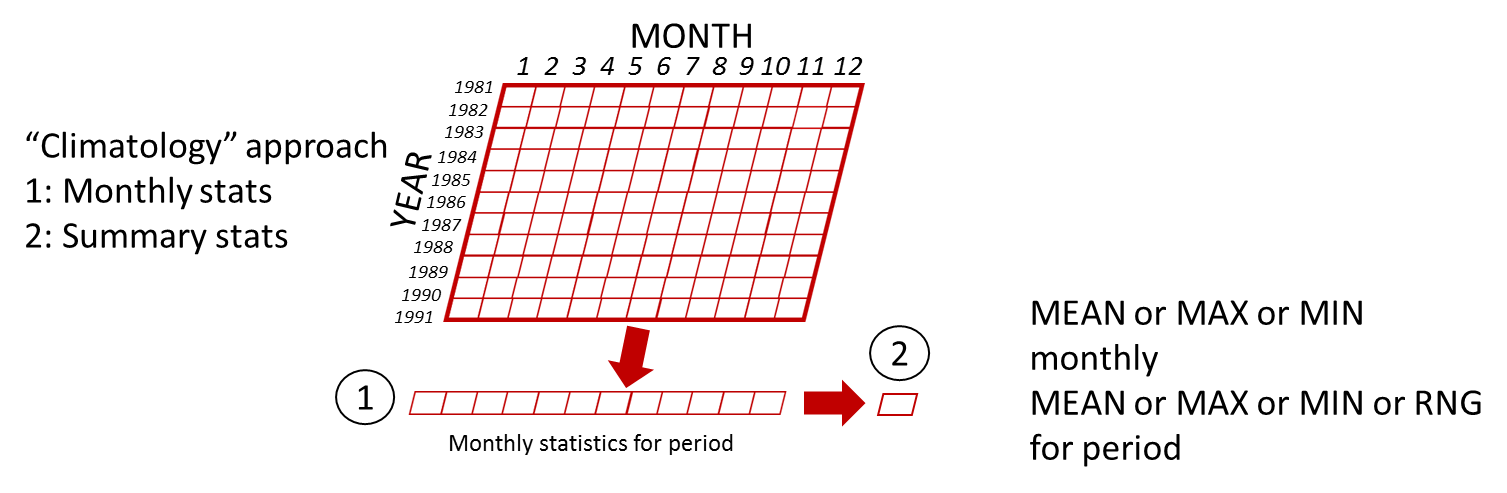 MONTH
1 2 3 4 5 6 7 8 9 10 11 12
1981
1982
1983
1984
1985
1986
1987
1988
1989
1990
1991
YEAR
“Climatology” approach
1: Monthly stats
2: Summary stats
1
Monthly statistics for period
2
MEAN or MAX or MIN
monthly
MEAN or MAX or MIN or RNG
for period